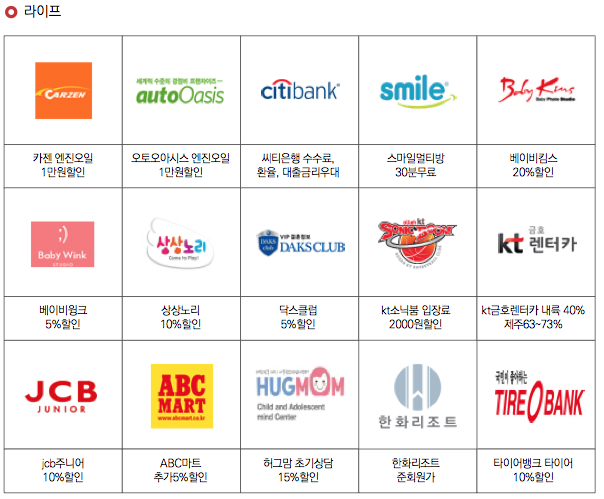 라이프
CARZEN
세계적 수준의 경정비 프랜차이즈
autoOasis
citibank
smile
Baby Kins
Baby Photo Studio
카젠 엔진오일
1만원할인
오토오아시스 엔진오일
1만원할인
씨티은행 수수료,
환율, 대출금리우대
스마일멀티방
30분무료
베이비킴스
20%할인
;)
Baby Wink
상상노리
Come to Play!
DAKS club
VIP 결혼정보
DAKSCLUB
olleh kt
SONICBOOM
kt 금호
렌터카
베이비윙크
5%할인
상상노리
10%할인
닥스클럽
5%할인
kt소닉붐 입장료
2000원할인
kt금호렌터카 내륙 40%
제주63~73%
JCB
JUNIOR
ABC
MART
www.abcmart.co.kr
HUGMOM
Child and Adolescent
mind Center
한화리조트
국민이 좋아하는
TIRE BANK
jcb주니어
10%할인
ABC마트
추가5%할인
허그맘 초기상담
15%할인
한화리조트
준회원가
타이어뱅크 타이어
10%할인